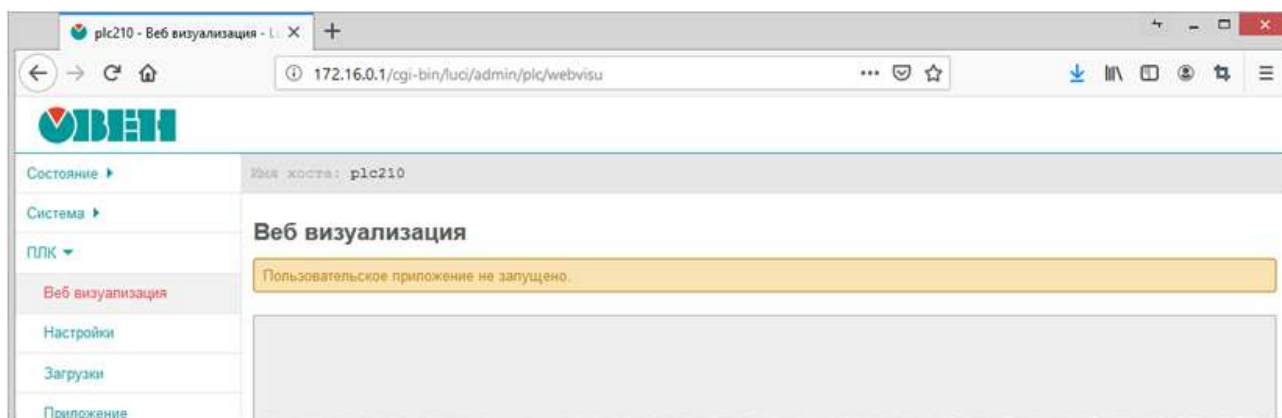 plc210 - Веб визуализация - L
172.16.0.1/cgi-bin/luci/admin/plc/webvisu
ОВЕН
Состояние
Имя хоста: plc210
Система
Веб визуализация
ПЛК
Пользовательское приложение не запущено.
Веб визуализация
Настройки
Загрузки
Приложение